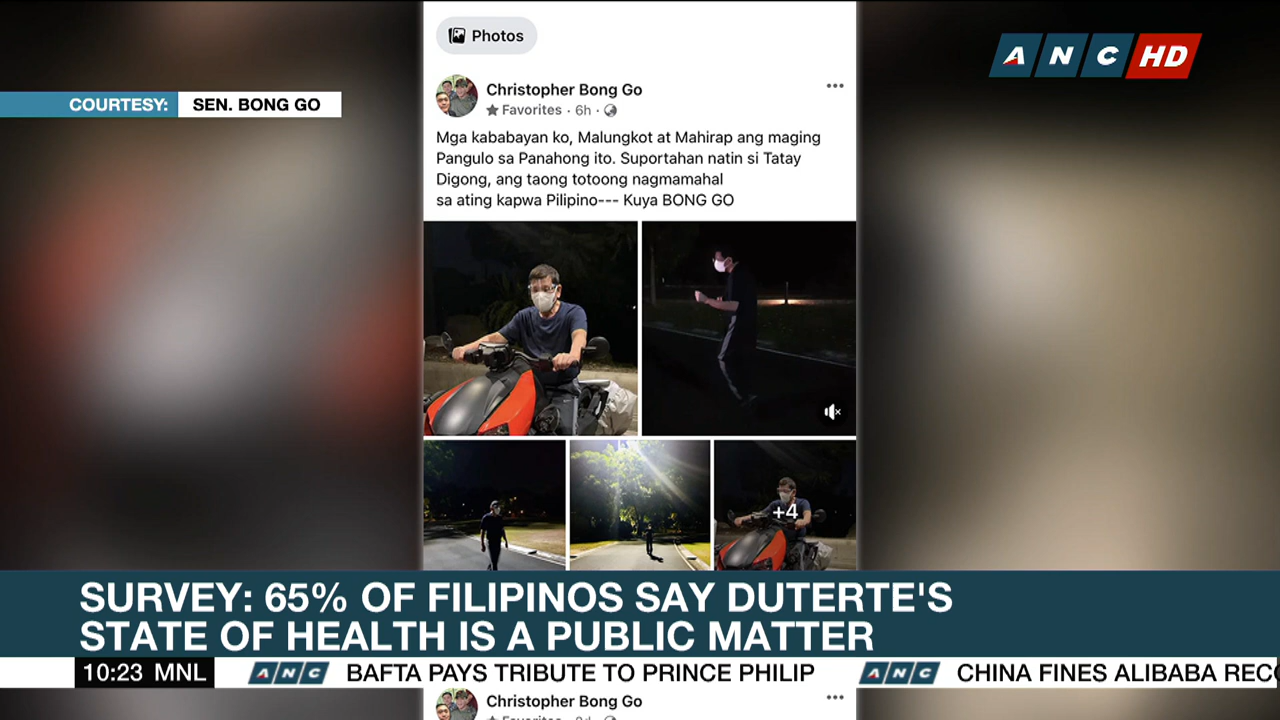 Photos
ANC HD
COURTESY: SEN. BONG GO
Christopher Bong Go
Favorites · 6h ·
Mga kababayan ko, Malungkot at Mahirap ang maging
Pangulo sa Panahong ito. Suportahan natin si Tatay
Digong, ang taong totoong nagmamahal
sa ating kapwa Pilipino--- Kuya BONG GO
+4
SURVEY: 65% OF FILIPINOS SAY DUTERTE'S
STATE OF HEALTH IS A PUBLIC MATTER
10:23 MNL ANC BAFTA PAYS TRIBUTE TO PRINCE PHILIP ANC CHINA FINES ALIBABA
Christopher Bong Go